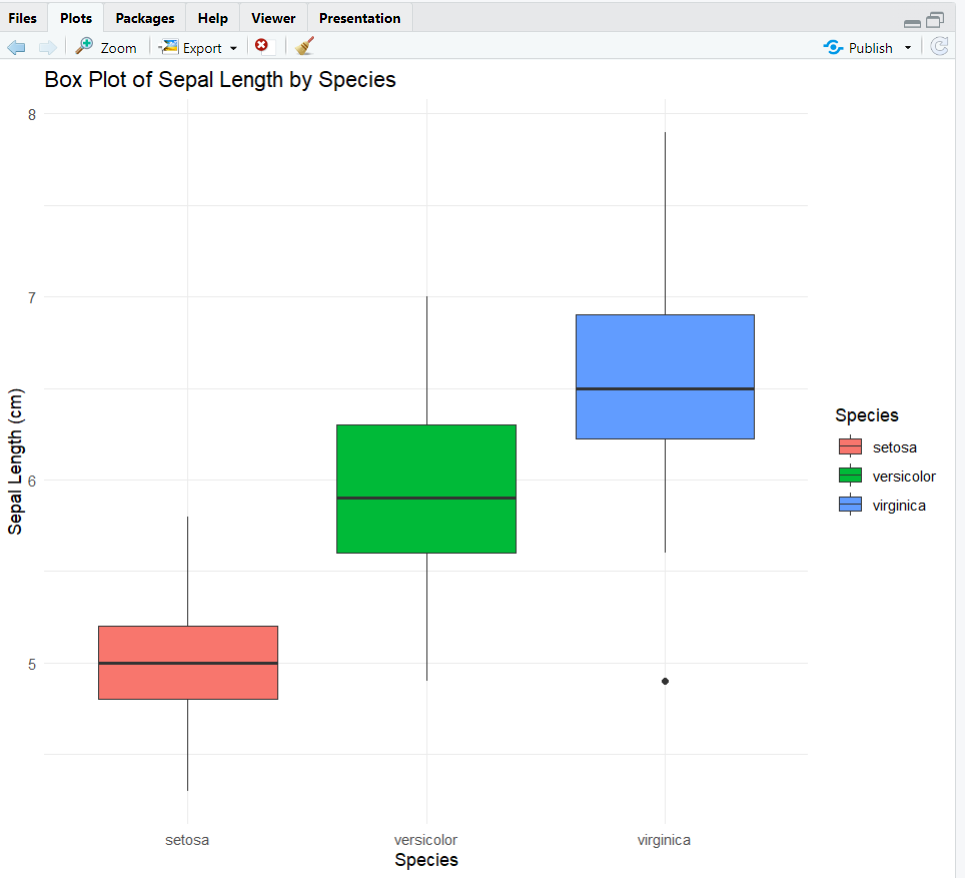 Files Plots Packages Help Viewer Presentation
Zoom Export Publish
Box Plot of Sepal Length by Species
8
7
6
5
Sepal Length (cm)
setosa versicolor virginica
Species
Species
setosa
versicolor
virginica